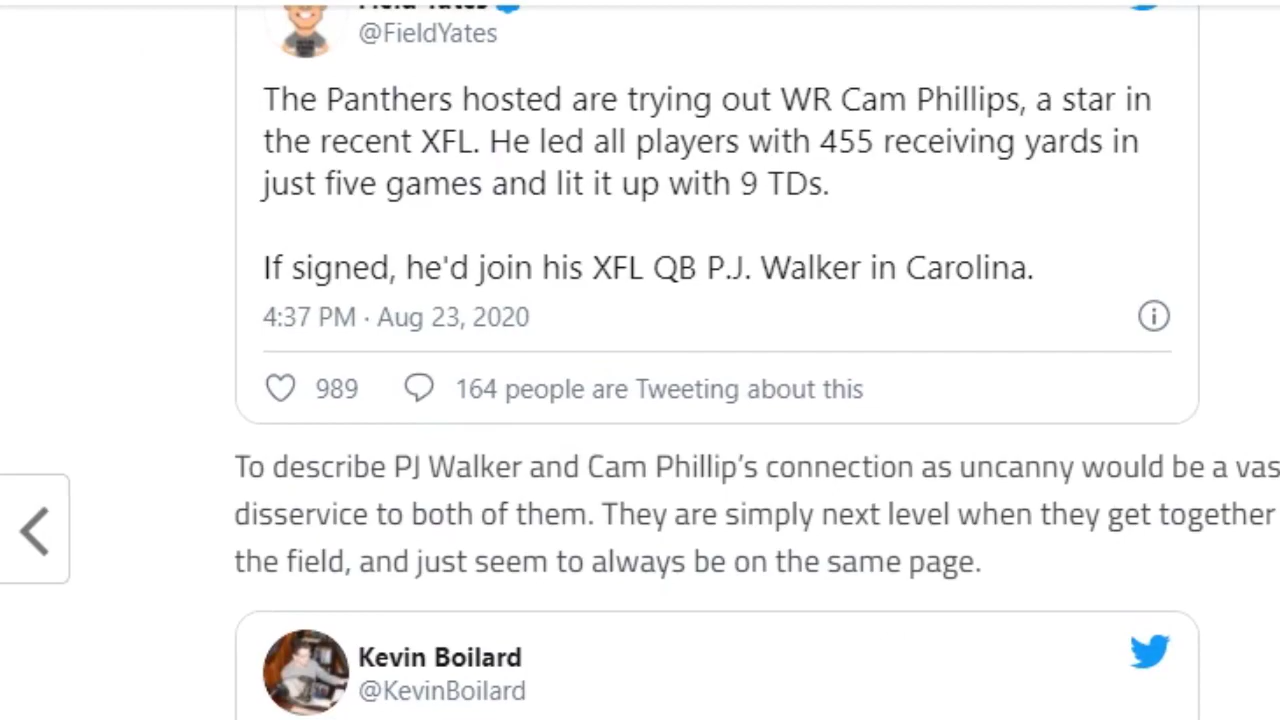 @FieldYates
The Panthers hosted are trying out WR Cam Phillips, a star in
the recent XFL. He led all players with 455 receiving yards in
just five games and lit it up with 9 TDs.
If signed, he'd join his XFL QB P.J. Walker in Carolina.
4:37 PM · Aug 23, 2020
989 164 people are Tweeting about this
To describe PJ Walker and Cam Phillip’s connection as uncanny would be a
disservice to both of them. They are simply next level when they get together
the field, and just seem to always be on the same page.
Kevin Boilard
@KevinBoilard